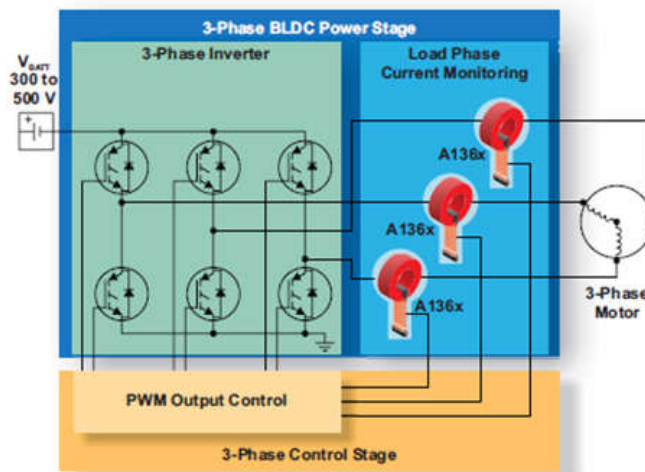 3-Phase BLDC Power Stage
3-Phase Inverter
Load Phase
Current Monitoring
VBATT
300 to
500 V
+
A136x
A136x
A136x
3-Phase
Motor
PWM Output Control
3-Phase Control Stage